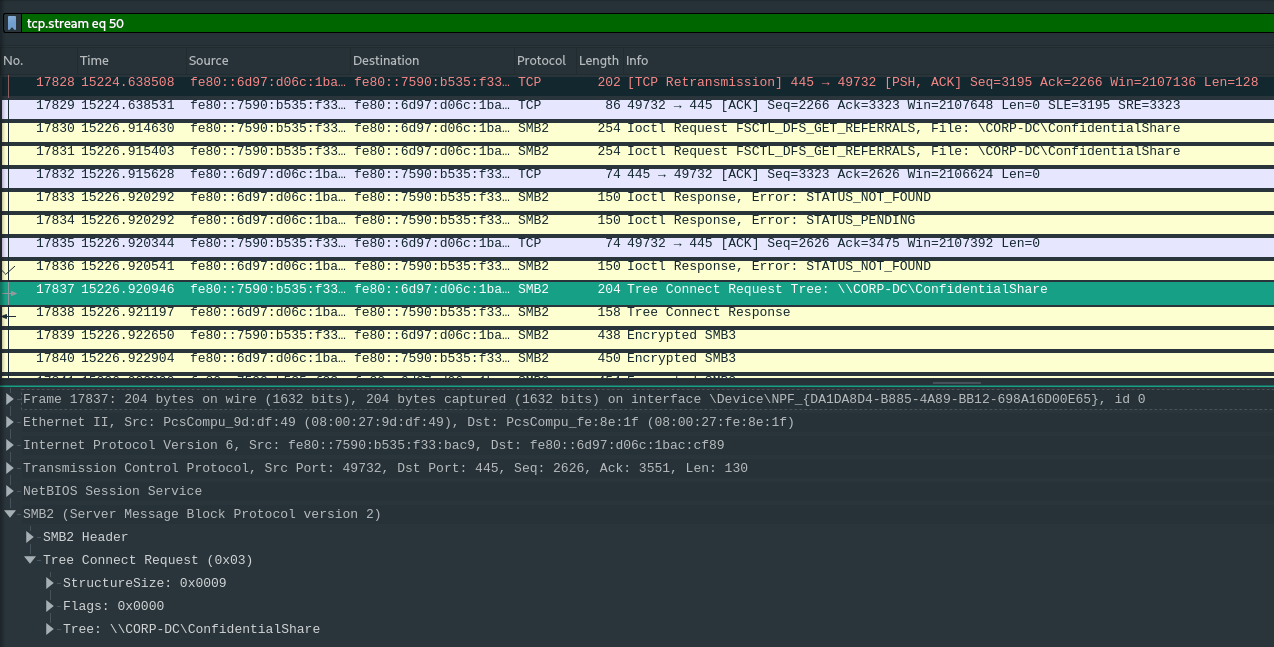 tcp.stream eq 50
No. Time Source Destination Protocol Length Info
17828 15224.638508 fe80::6d97:d06c:1ba… fe80::7590:b535:f33… TCP 202 [TCP Retransmission] 445 → 49732 [PSH, ACK] Seq=3195 Ack=2266 Win=2107136 Len=128
17829 15224.638531 fe80::7590:b535:f33… fe80::6d97:d06c:1ba… TCP 86 49732 → 445 [ACK] Seq=2266 Ack=3323 Win=2107648 Len=0 SLE=3195 SRE=3323
17830 15226.914630 fe80::7590:b535:f33… fe80::6d97:d06c:1ba… SMB2 254 Ioctl Request FSCTL_DFS_GET_REFERRALS, File: \CORP-DC\ConfidentialShare
17831 15226.915403 fe80::7590:b535:f33… fe80::6d97:d06c:1ba… SMB2 254 Ioctl Request FSCTL_DFS_GET_REFERRALS, File: \CORP-DC\ConfidentialShare
17832 15226.915628 fe80::6d97:d06c:1ba… fe80::7590:b535:f33… TCP 74 445 → 49732 [ACK] Seq=3323 Ack=2626 Win=2106624 Len=0
17833 15226.920292 fe80::6d97:d06c:1ba… fe80::7590:b535:f33… SMB2 150 Ioctl Response, Error: STATUS_NOT_FOUND
17834 15226.920292 fe80::6d97:d06c:1ba… fe80::7590:b535:f33… SMB2 150 Ioctl Response, Error: STATUS_PENDING
17835 15226.920344 fe80::7590:b535:f33… fe80::6d97:d06c:1ba… TCP 74 49732 → 445 [ACK] Seq=2626 Ack=3475 Win=2107392 Len=0
17836 15226.920541 fe80::6d97:d06c:1ba… fe80::7590:b535:f33… SMB2 150 Ioctl Response, Error: STATUS_NOT_FOUND
17837 15226.920946 fe80::7590:b535:f33… fe80::6d97:d06c:1ba… SMB2 204 Tree Connect Request Tree: \\CORP-DC\ConfidentialShare
17838 15226.921197 fe80::6d97:d06c:1ba… fe80::7590:b535:f33… SMB2 158 Tree Connect Response
17839 15226.922650 fe80::7590:b535:f33… fe80::6d97:d06c:1ba… SMB2 438 Encrypted SMB3
17840 15226.922904 fe80::6d97:d06c:1ba… fe80::7590:b535:f33… SMB2 450 Encrypted SMB3
Frame 17837: 204 bytes on wire (1632 bits), 204 bytes captured (1632 bits) on interface \Device\NPF_{DA1DA8D4-B885-4A89-BB12-698A16D00E65}, id 0
Ethernet II, Src: PcsCompu_9d:df:49 (08:00:27:9d:df:49), Dst: PcsCompu_fe:8e:1f (08:00:27:fe:8e:1f)
Internet Protocol Version 6, Src: fe80::7590:b535:f33:bac9, Dst: fe80::6d97:d06c:1bac:cf89
Transmission Control Protocol, Src Port: 49732, Dst Port: 445, Seq: 2626, Ack: 3551, Len: 130
NetBIOS Session Service
SMB2 (Server Message Block Protocol version 2)
SMB2 Header
Tree Connect Request (0x03)
StructureSize: 0x0009
Flags: 0x0000
Tree: \\CORP-DC\ConfidentialShare